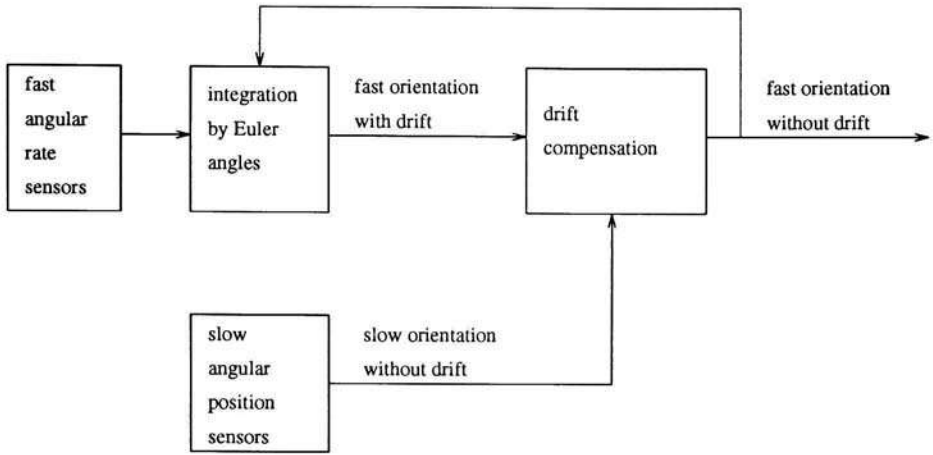 fast
angular
rate
sensors
integration
by Euler
angles
fast orientation
with drift
drift
compensation
fast orientation
without drift
slow
angular
position
sensors
slow orientation
without drift